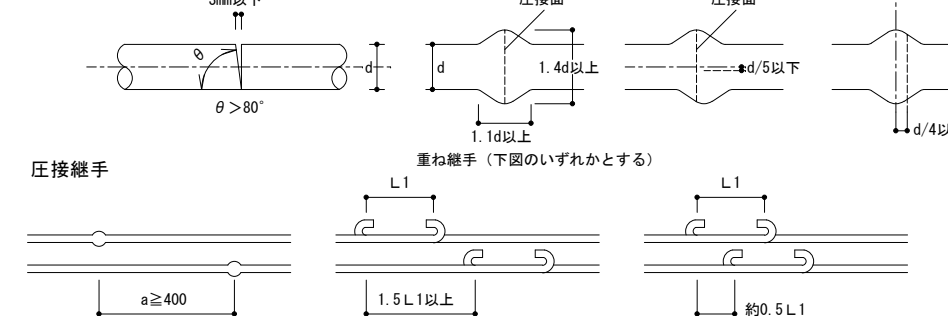 3mm以下
圧接面
圧接面
θ
d
d
1.4d以上
d/5以下
θ＞80°
1.1d以上
d/4以
重ね継手（下図のいずれかとする）
圧接継手
L1
L1
a≧400
1.5L1以上
約0.5L1